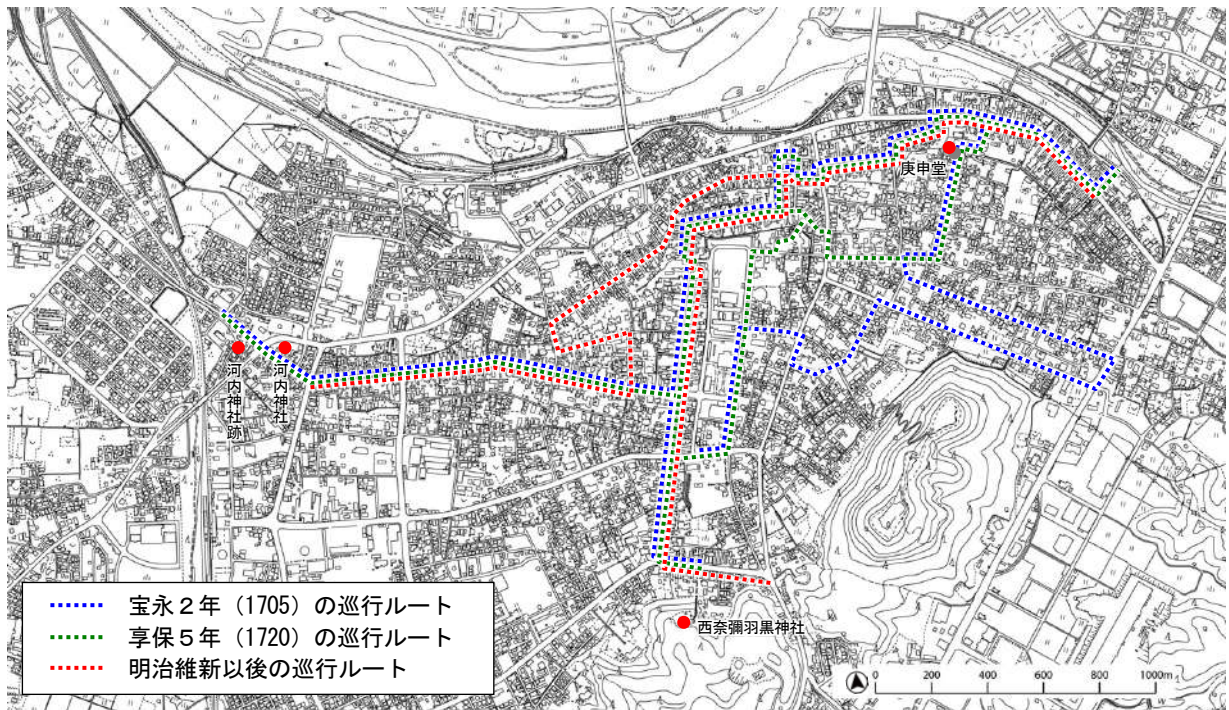 庚申堂
河内神社跡
河内神社
宝永2年(1705)の巡行ルート
享保5年(1720)の巡行ルート
明治維新以後の巡行ルート
西奈彌羽黒神社
0 200 400 600 800 1000m